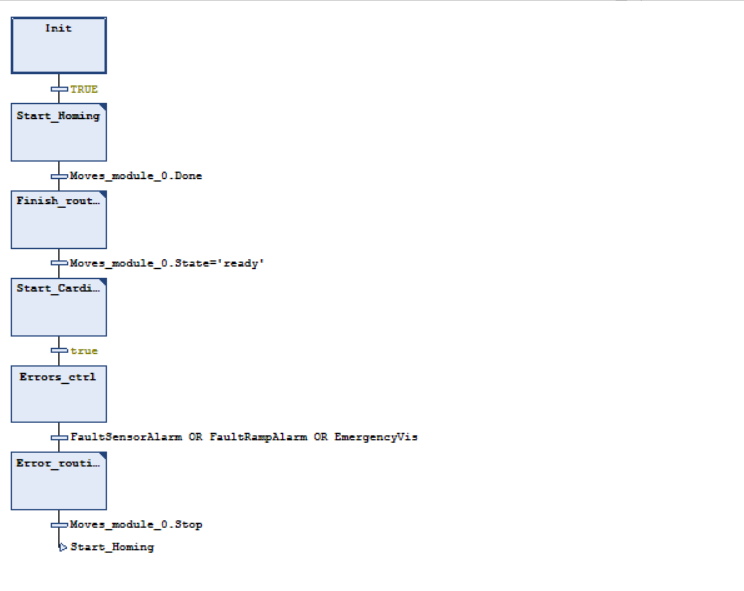 Init
TRUE
Start_Homing
Moves_module_0.Done
Finish_rout...
Moves_module_0.State='ready'
Start_Cardi...
true
Errors_ctrl
FaultSensorAlarm OR FaultRampAlarm OR EmergencyVis
Error_routi...
Moves_module_0.Stop
Start_Homing